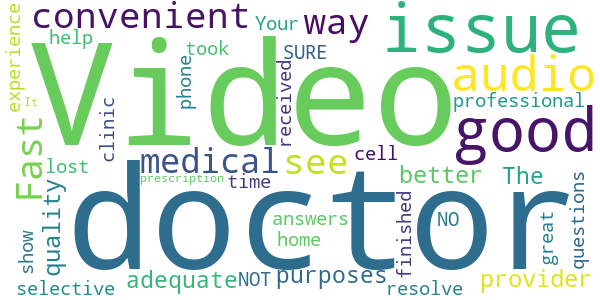 experience
convenient
Your
way
issue
help
took
SURE
Video
audio
phone
received
professional
It
Fast
clinic
good
lost
medical
see
cell
better
The
prescription
time
doctor
quality
answers
home
finished
NO
great
questions
show
selective
adequate
NOT
purposes
resolve
provider